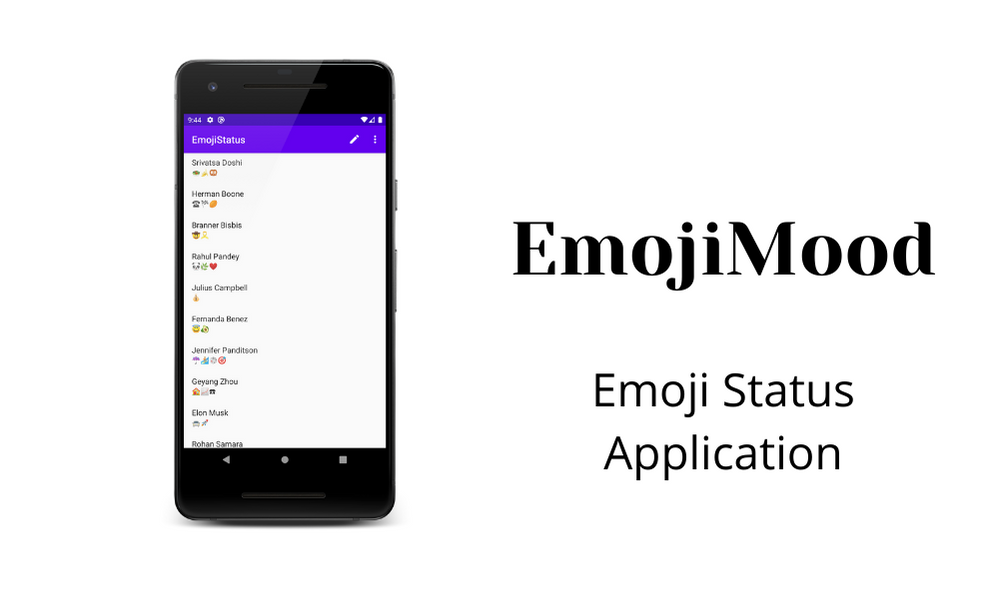 9:44
EmojiStatus
Srivatsa Doshi
🐢🍌
Herman Boone
☎🥔
Branner Bisbis
🤠
Rahul Pandey
🐼🌿❤️
Julius Campbell
Fernanda Benez
😇
Jennifer Panditson
☂🎯
Geyang Zhou
🏠📈☎
Elon Musk
🚘🚀
Rohan Samara
EmojiMood
Emoji Status
Application